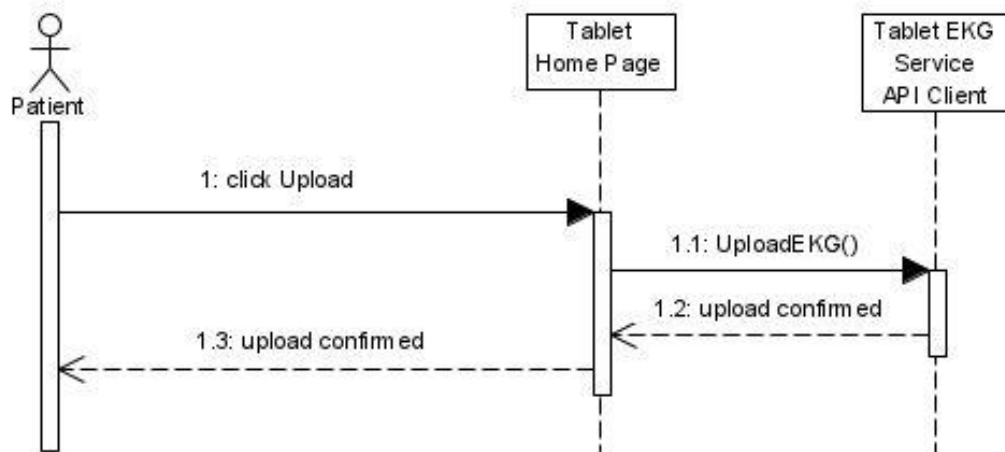 Tablet
Home Page
Tablet EKG
Service
API Client
Patient
1: click Upload
1.1: UploadEKG()
1.2: upload confirmed
1.3: upload confirmed